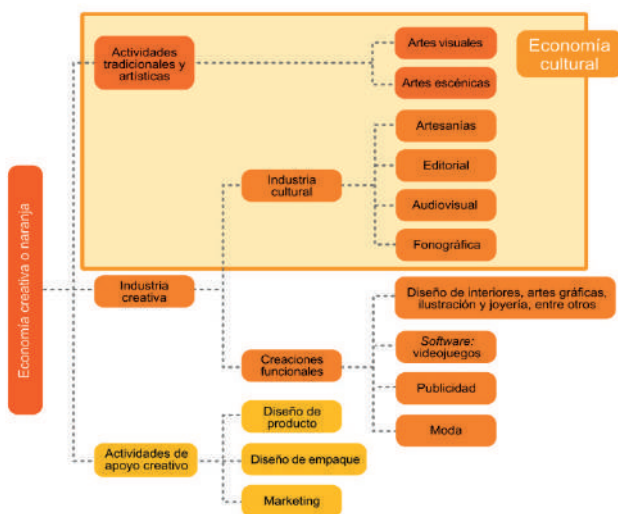 Economía creativa o naranja
Actividades
tradicionales y
artísticas
Artes visuales
Artes escénicas
Economía
cultural
Industria
cultural
Artesanías
Editorial
Audiovisual
Fonográfica
Industria
creativa
Creaciones
funcionales
Diseño de interiores, artes gráficas,
ilustración y joyería, entre otros
Software:
videojuegos
Publicidad
Moda
Actividades de
apoyo creativo
Diseño de
producto
Diseño de empaque
Marketing